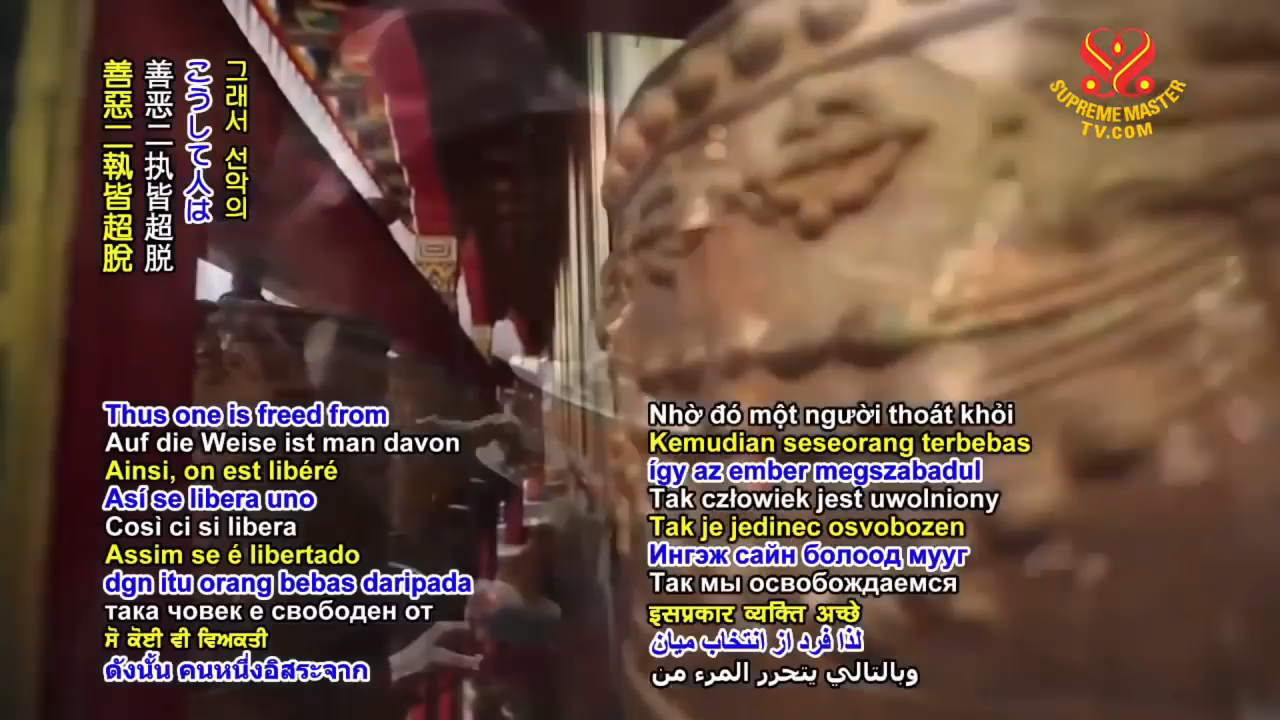 善惡二執皆超脫
善恶二执皆超脱
こうして人は
그래서 선악의
SUPREME MASTER
TV.COM
Thus one is freed from
Auf die Weise ist man davon
Ainsi, on est libéré
Así se libera uno
Così ci si libera
Assim se é libertado
dgn itu orang bebas daripada
така човек е свободен от
ਸੋ ਕੋਈ ਵੀ ਵਿਅਕਤੀ
ดังนั้น คนหนึ่งอิสระจาก
Nhờ đó một người thoát khỏi
Kemudian seseorang terbebas
így az ember megszabadul
Tak człowiek jest uwolniony
Tak je jedinec osvobozen
Ингэж сайн болоод мууг
Так мы освобождаемся
इसप्रकार व्यक्ति अच्छे
لذا فرد از انتخاب میان
وبالتالي يتحرر المرء من